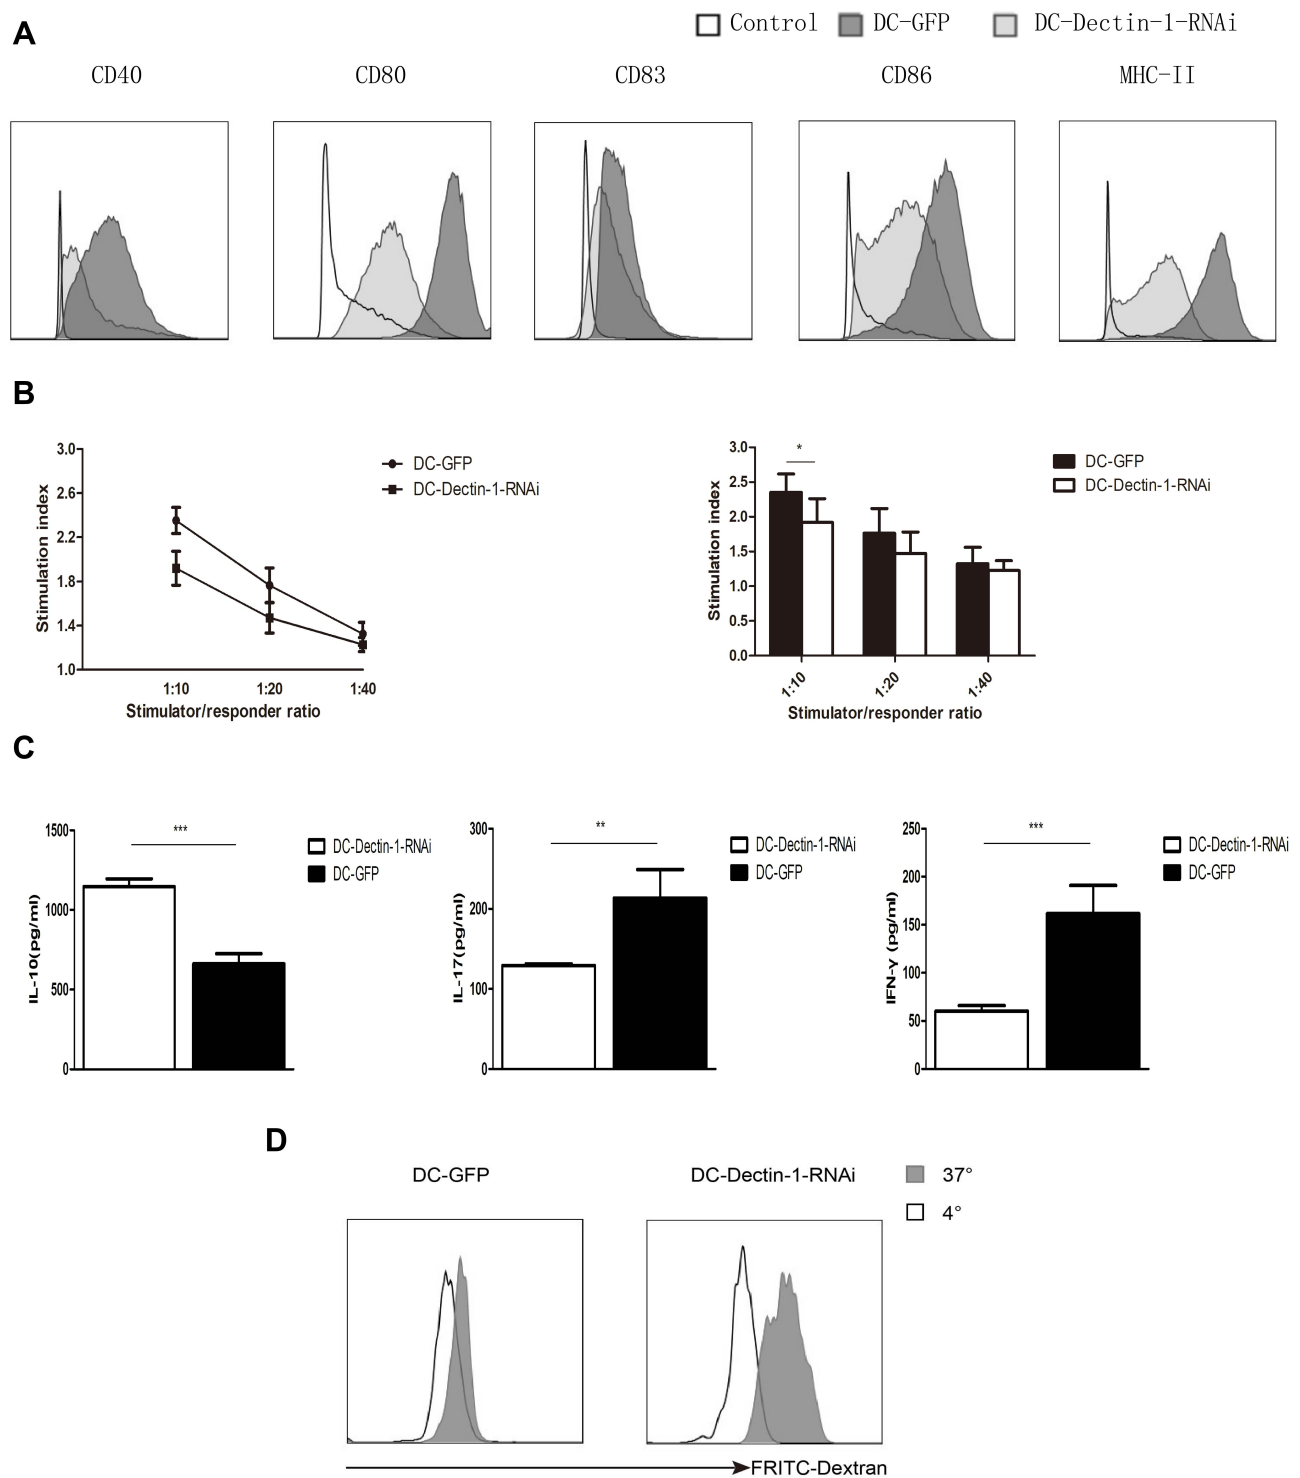 A
Control DC-GFP DC-Dectin-1-RNAi
CD40 CD80 CD83 CD86 MHC-II
B
3.0
2.6
2.2
1.8
1.4
1.0
Stimulation index
1:10 1:20 1:40
Stimulator/responder ratio
DC-GFP
DC-Dectin-1-RNAi
3.0
2.5
2.0
1.5
1.0
0.5
0.0
Stimulation index
*
1:10 1:20 1:40
Stimulator/responder ratio
DC-GFP
DC-Dectin-1-RNAi
C
1500
1000
500
0
IL-10(pg/ml)
***
DC-Dectin-1-RNAi
DC-GFP
300
200
100
0
IL-17(pg/ml)
**
DC-Dectin-1-RNAi
DC-GFP
250
200
150
100
50
0
IFN-γ (pg/ml)
***
DC-Dectin-1-RNAi
DC-GFP
D
DC-GFP DC-Dectin-1-RNAi
37°
4°
FRITC-Dextran